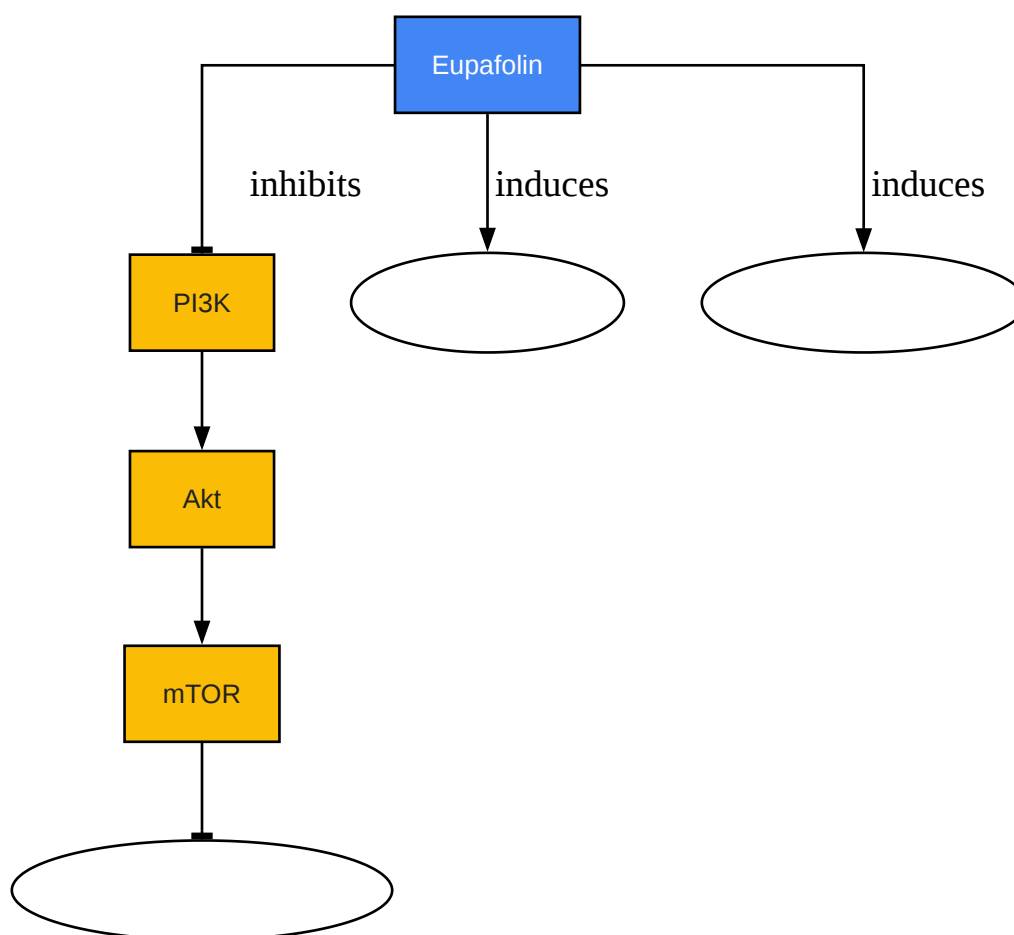 Eupafolin
inhibits
induces
induces
PI3K
Akt
mTOR